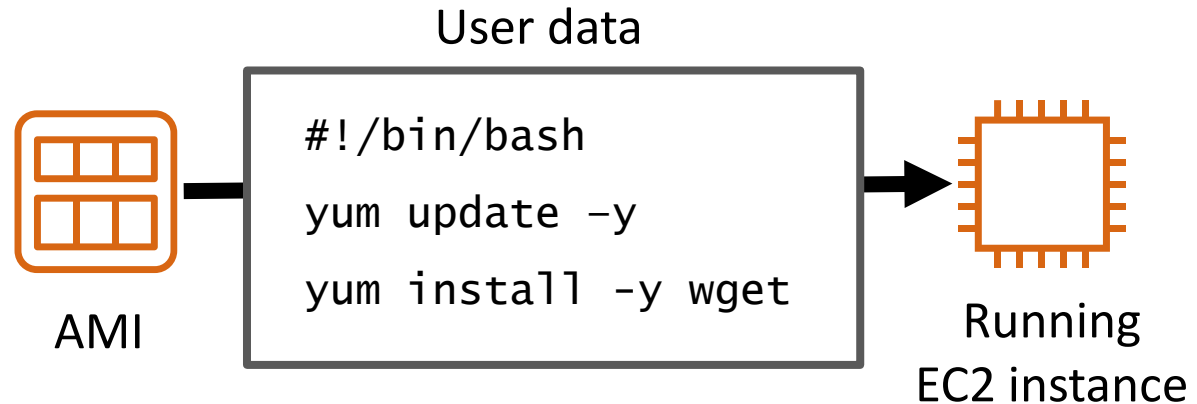 User data
#!/bin/bash
yum update –y
yum install -y wget
AMI
Running
EC2 instance